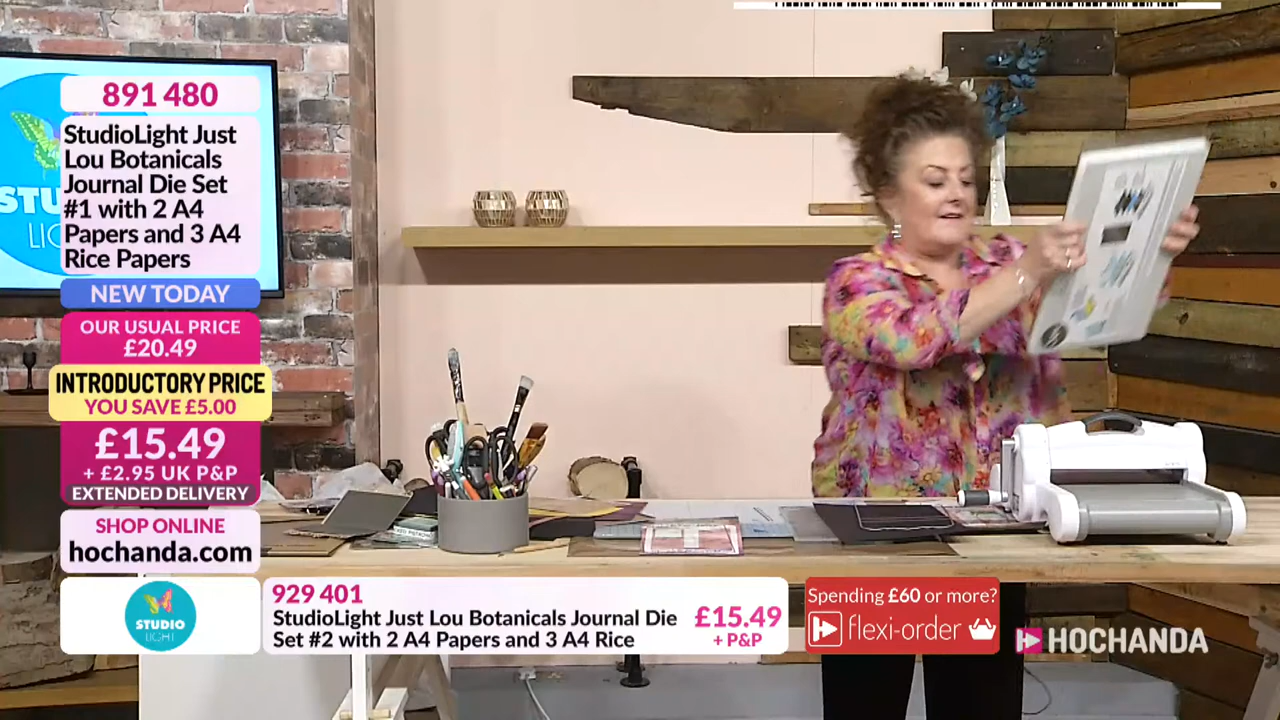 891 480
StudioLight Just
Lou Botanicals
Journal Die Set
#1 with 2 A4
Papers and 3 A4
Rice Papers
NEW TODAY
OUR USUAL PRICE
£20.49
INTRODUCTORY PRICE
YOU SAVE £5.00
£15.49
+ £2.95 UK P&P
EXTENDED DELIVERY
SHOP ONLINE
hochanda.com
STUDIO
LIGHT
929 401
StudioLight Just Lou Botanicals Journal Die
Set #2 with 2 A4 Papers and 3 A4 Rice
£15.49
+ P&P
Spending £60 or more?
flexi-order
HOCHANDA